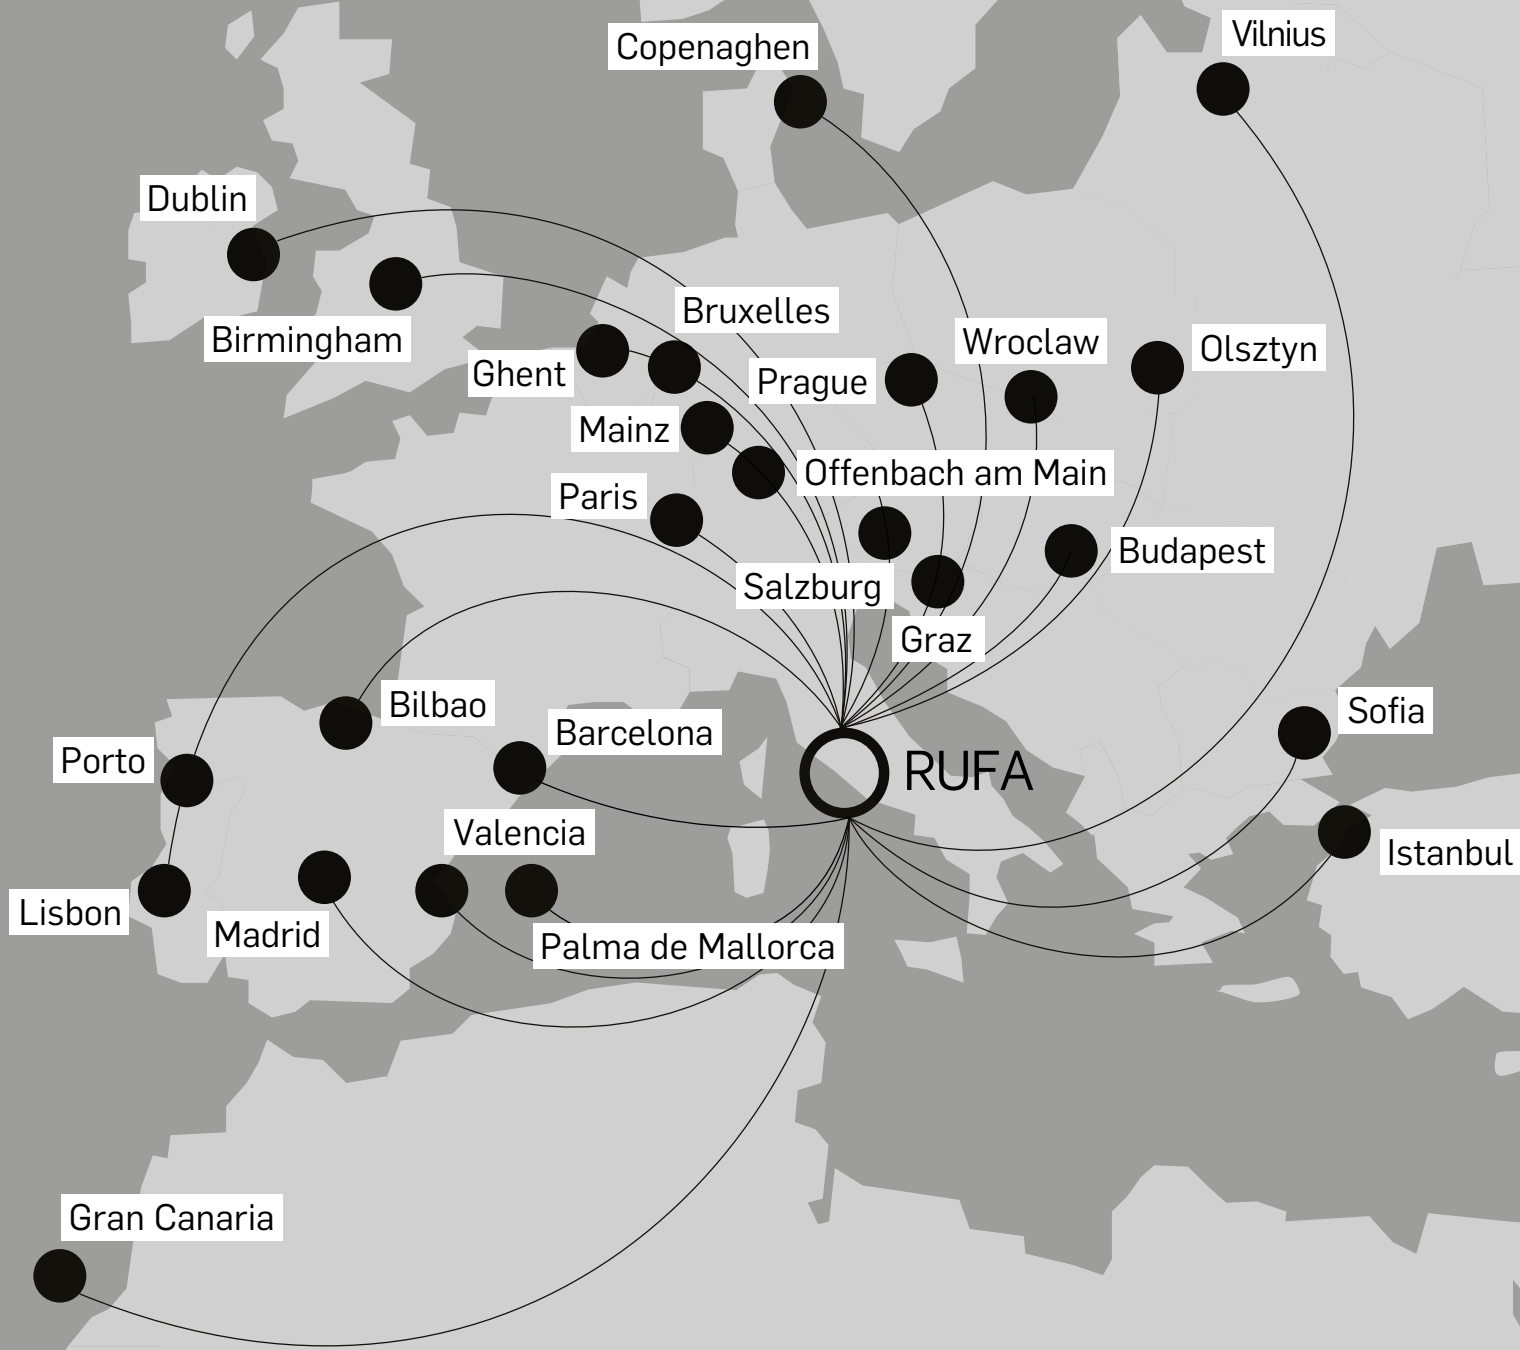 Vilnius
Copenaghen
Dublin
Bruxelles
Birmingham
Wroclaw
Olsztyn
Ghent
Prague
Mainz
Offenbach am Main
Paris
Budapest
Salzburg
Graz
Bilbao
Sofia
Barcelona
Porto
RUFA
Valencia
Istanbul
Lisbon
Madrid
Palma de Mallorca
Gran Canaria